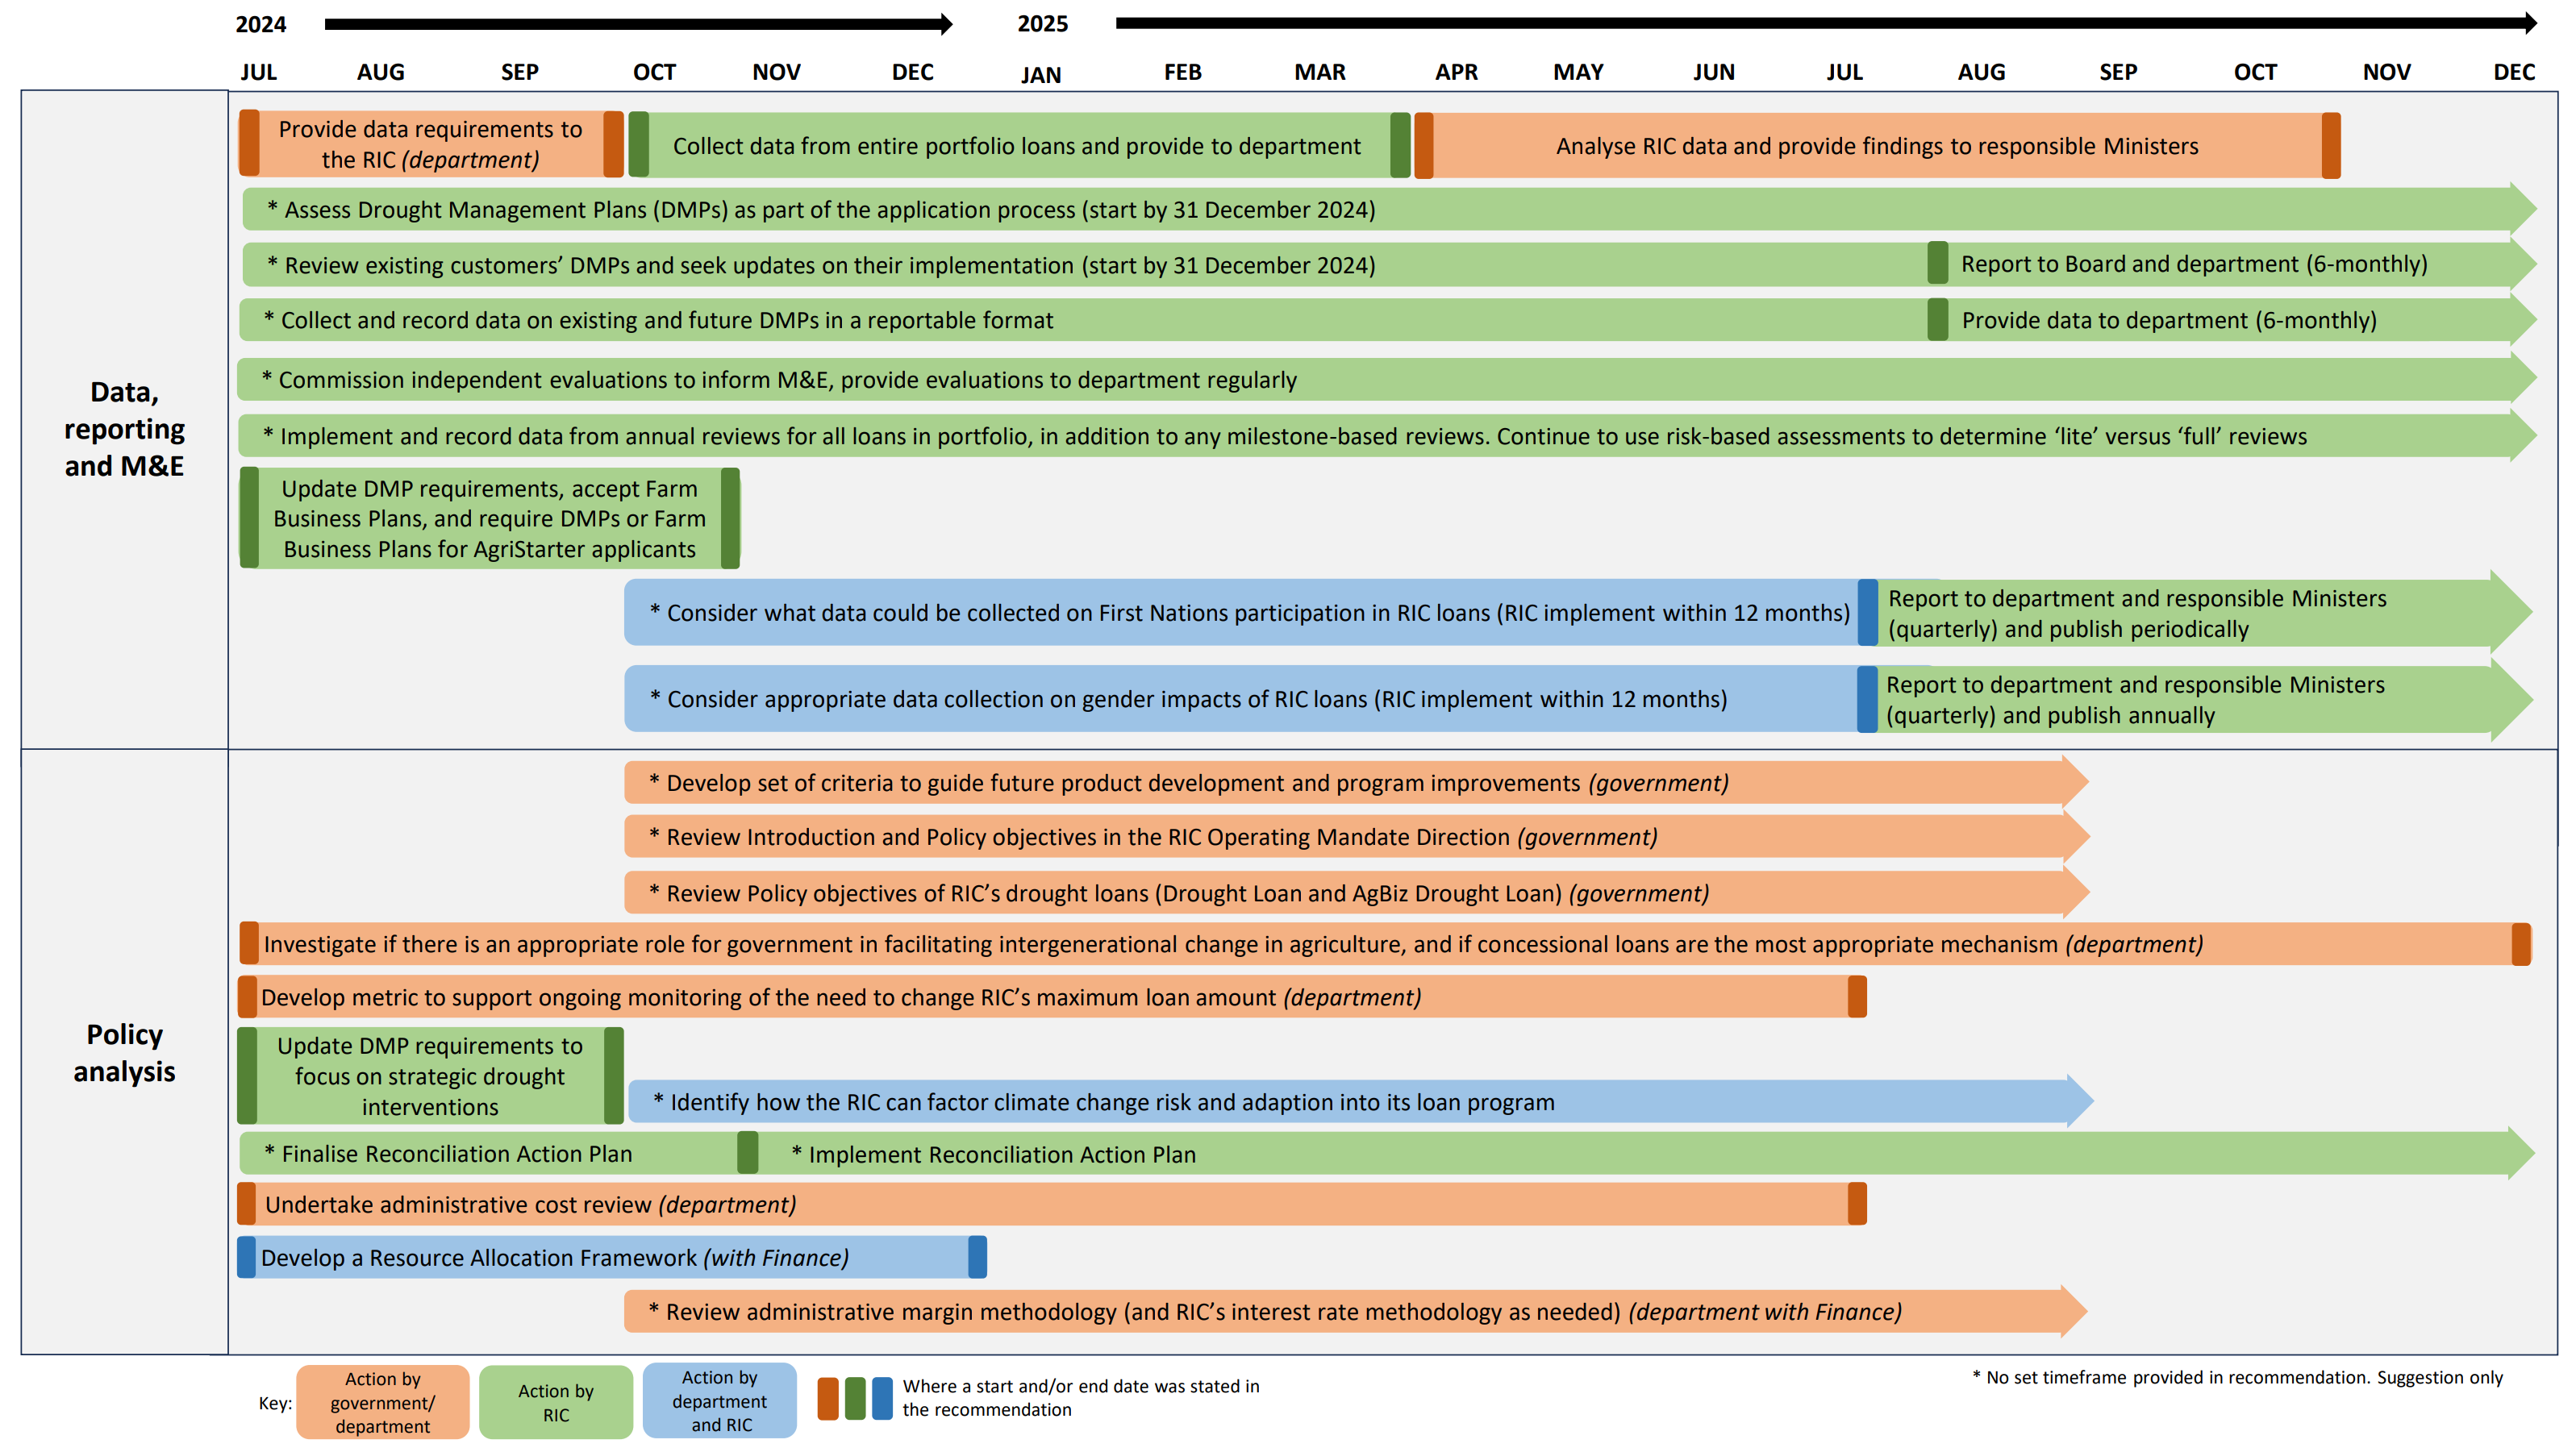 2024
2025
JUL AUG SEP OCT NOV DEC JAN FEB MAR APR MAY JUN JUL AUG SEP OCT NOV DEC
Data,
reporting
and M&E
Provide data requirements to
the RIC (department)
Collect data from entire portfolio loans and provide to department
Analyse RIC data and provide findings to responsible Ministers
* Assess Drought Management Plans (DMPs) as part of the application process (start by 31 December 2024)
* Review existing customers’ DMPs and seek updates on their implementation (start by 31 December 2024)
Report to Board and department (6-monthly)
* Collect and record data on existing and future DMPs in a reportable format
Provide data to department (6-monthly)
* Commission independent evaluations to inform M&E, provide evaluations to department regularly
* Implement and record data from annual reviews for all loans in portfolio, in addition to any milestone-based reviews. Continue to use risk-based assessments to determine ‘lite’ versus ‘full’ reviews
Update DMP requirements, accept Farm
Business Plans, and require DMPs or Farm
Business Plans for AgriStarter applicants
* Consider what data could be collected on First Nations participation in RIC loans (RIC implement within 12 months)
Report to department and responsible Ministers
(quarterly) and publish periodically
* Consider appropriate data collection on gender impacts of RIC loans (RIC implement within 12 months)
Report to department and responsible Ministers
(quarterly) and publish annually
Policy
analysis
* Develop set of criteria to guide future product development and program improvements (government)
* Review Introduction and Policy objectives in the RIC Operating Mandate Direction (government)
* Review Policy objectives of RIC’s drought loans (Drought Loan and AgBiz Drought Loan) (government)
Investigate if there is an appropriate role for government in facilitating intergenerational change in agriculture, and if concessional loans are the most appropriate mechanism (department)
Develop metric to support ongoing monitoring of the need to change RIC’s maximum loan amount (department)
Update DMP requirements to
focus on strategic drought
interventions
* Identify how the RIC can factor climate change risk and adaption into its loan program
* Finalise Reconciliation Action Plan
* Implement Reconciliation Action Plan
Undertake administrative cost review (department)
Develop a Resource Allocation Framework (with Finance)
* Review administrative margin methodology (and RIC’s interest rate methodology as needed) (department with Finance)
Key:
Action by
government/
department
Action by
RIC
Action by
department
and RIC
Where a start and/or end date was stated in
the recommendation
* No set timeframe provided in recommendation. Suggestion only